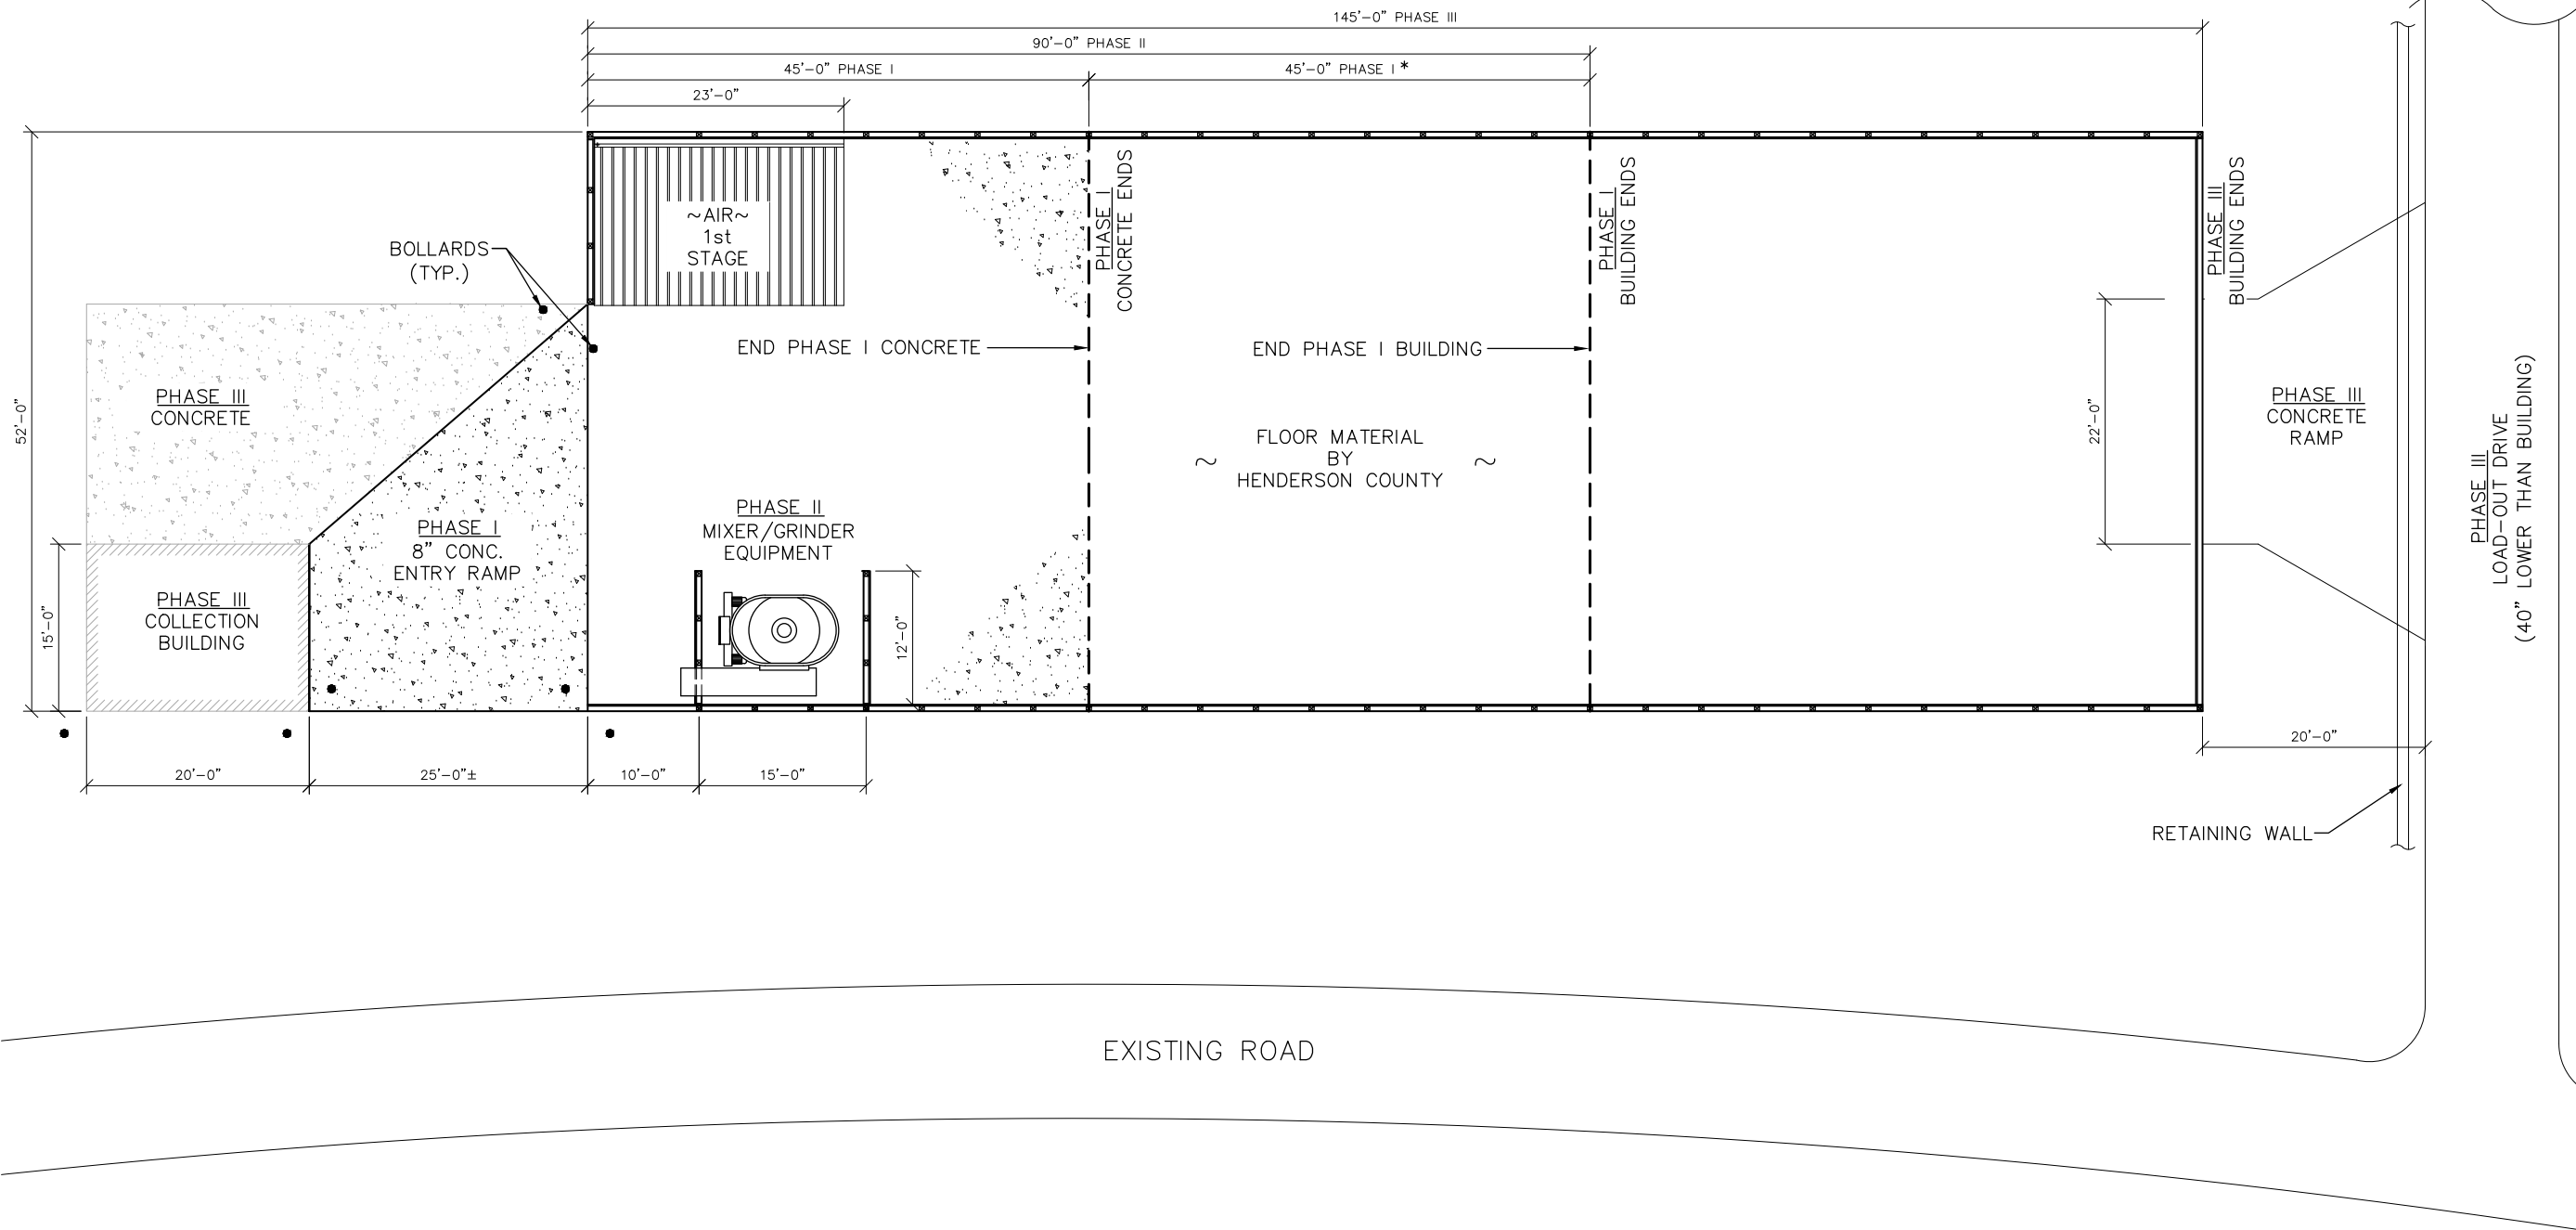 145'-0" PHASE III
90'-0" PHASE II
45'-0" PHASE I
45'-0" PHASE I *
23'-0"
52'-0"
BOLLARDS
(TYP.)
~AIR~
1st
STAGE
PHASE I
CONCRETE ENDS
PHASE I
BUILDING ENDS
PHASE III
BUILDING ENDS
END PHASE I CONCRETE
END PHASE I BUILDING
PHASE III
CONCRETE
FLOOR MATERIAL
~ BY ~
HENDERSON COUNTY
22'-0"
PHASE III
CONCRETE
RAMP
PHASE III
LOAD-OUT DRIVE
(40" LOWER THAN BUILDING)
PHASE I
8" CONC.
ENTRY RAMP
PHASE II
MIXER/GRINDER
EQUIPMENT
15'-0"
PHASE III
COLLECTION
BUILDING
12'-0"
20'-0"
25'-0"±
10'-0"
15'-0"
20'-0"
RETAINING WALL
EXISTING ROAD